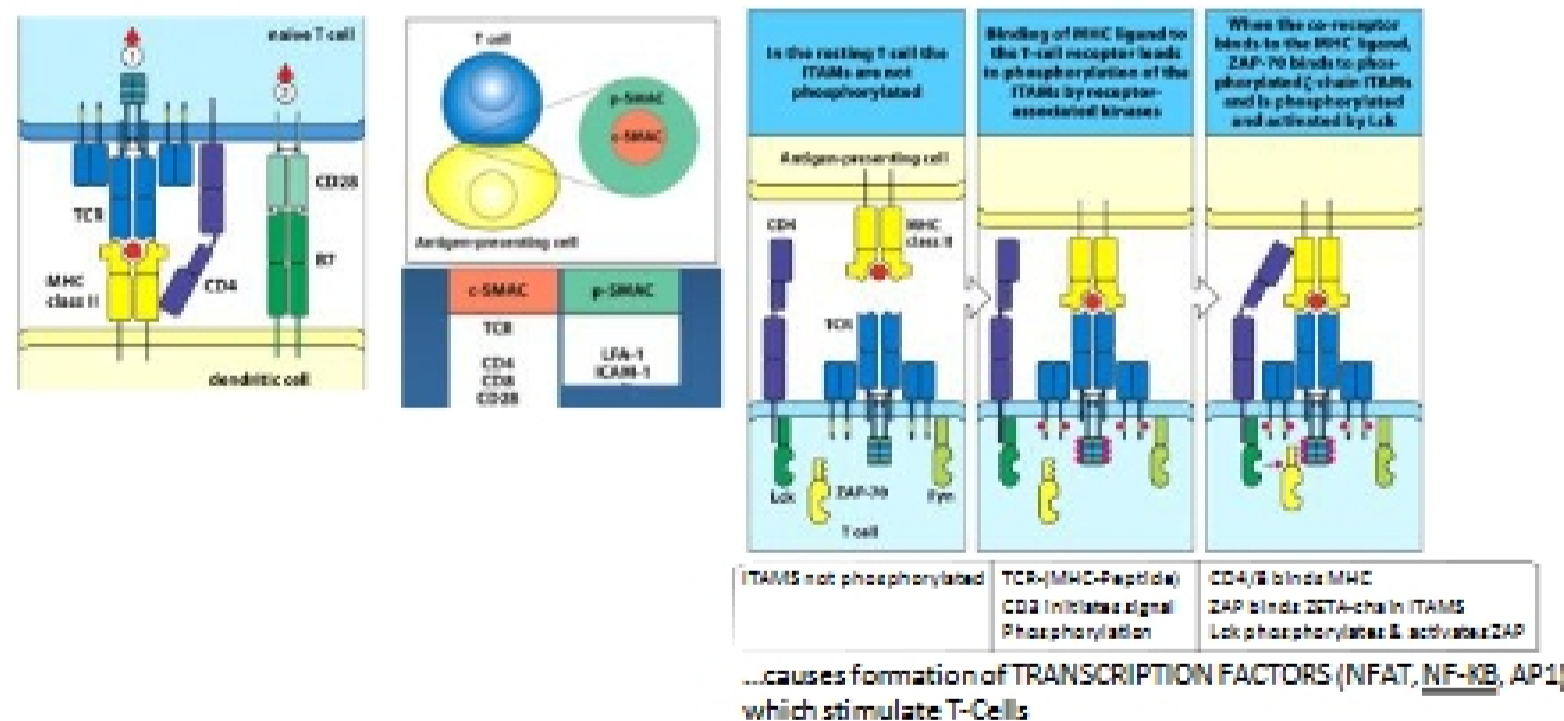 naive T cell
1
2
CD28
TCR
B7
MHC
class II
CD4
dendritic cell
T cell
p-SMAC
c-SMAC
Antigen-presenting cell
c-SMAC
p-SMAC
TCR
CD4
CD8
CD28
LFA-1
ICAM-1
In the resting T cell the
ITAMs are not
phosphorylated
Antigen-presenting cell
CD4
MHC
class II
TCR
Lck
ZAP-70
Fyn
T cell
Binding of MHC ligand to
the T-cell receptor leads
to phosphorylation of the
ITAMs by receptor-
associated kinases
When the co-receptor
binds to the MHC ligand,
ZAP-70 binds to phos-
phorylated ζ-chain ITAMs
and is phosphorylated
and activated by Lck
ITAMS not phosphorylated
TCR-(MHC-Peptide)
CD3 initiates signal
Phosphorylation
CD4/8 binds MHC
ZAP binds ZETA-chain ITAMS
Lck phosphorylates & activates ZAP
...causes formation of TRANSCRIPTION FACTORS (NFAT, NF-KB, AP1)
which stimulate T-Cells